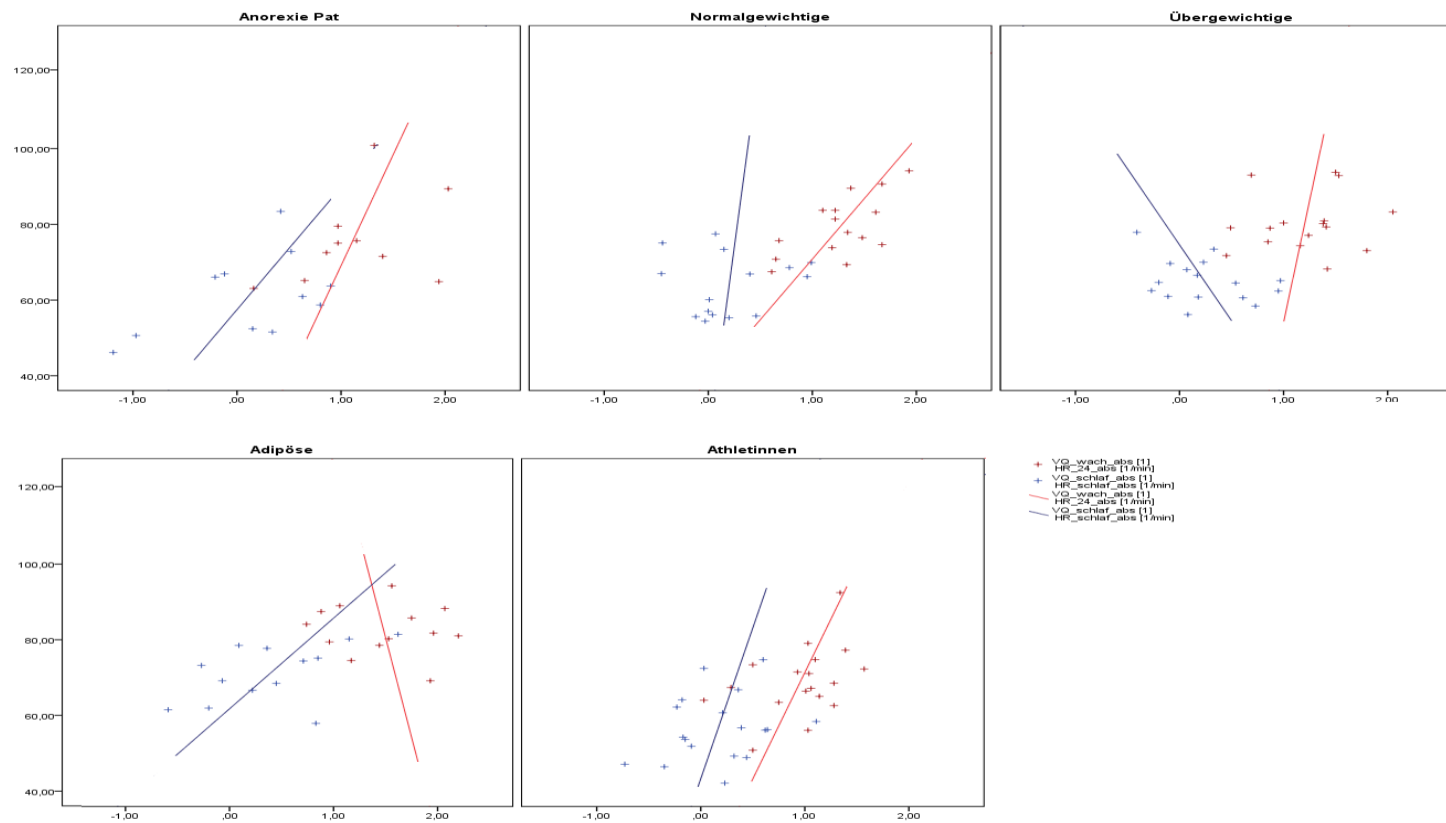 Anorexie Pat
Normalgewichtige
Übergewichtige
120,00
100,00
80,00
60,00
40,00
-1,00 ,00 1,00 2,00
-1,00 ,00 1,00 2,00
-1,00 ,00 1,00 2,00
Adipöse
Athletinnen
120,00
100,00
80,00
60,00
40,00
-1,00 ,00 1,00 2,00
-1,00 ,00 1,00 2,00
VQ_wach_abs [1]
HR_24_abs [1/min]
VQ_schlaf_abs [1]
HR_schlaf_abs [1/min]
VQ_wach_abs [1]
HR_24_abs [1/min]
VQ_schlaf_abs [1]
HR_schlaf_abs [1/min]